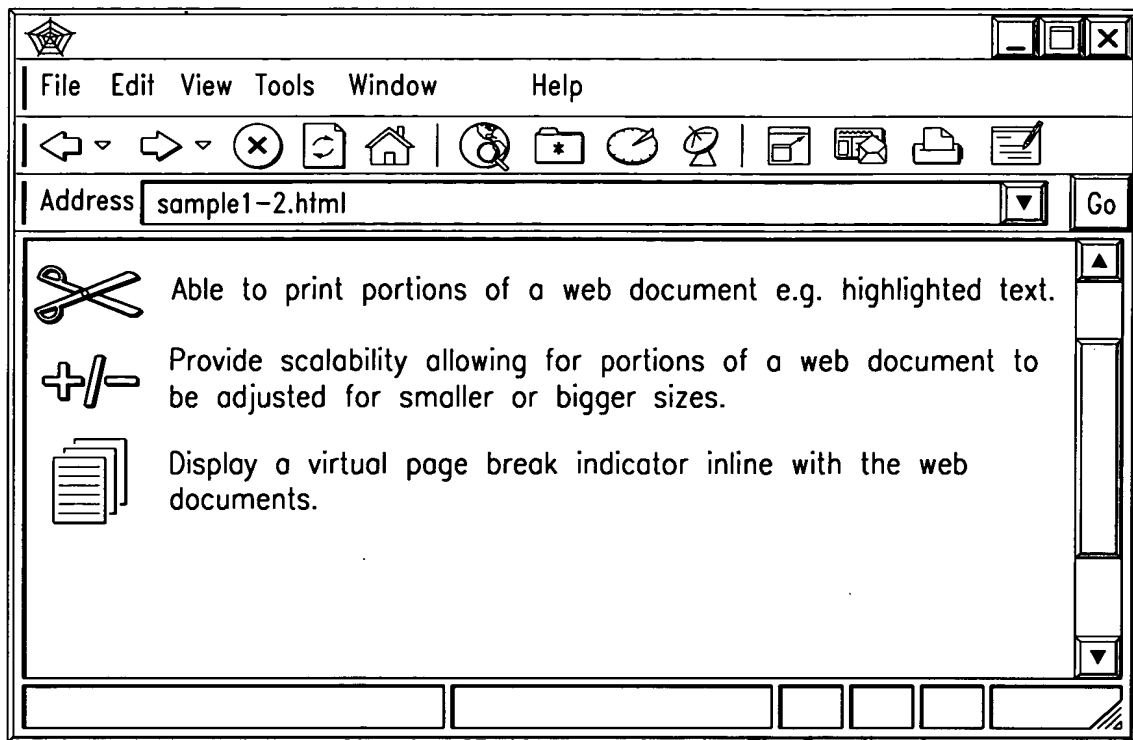 File Edit View Tools Window Help
Address sample1-2.html Go
Able to print portions of a web document e.g. highlighted text.
+/- Provide scalability allowing for portions of a web document to
be adjusted for smaller or bigger sizes.
Display a virtual page break indicator inline with the web
documents.